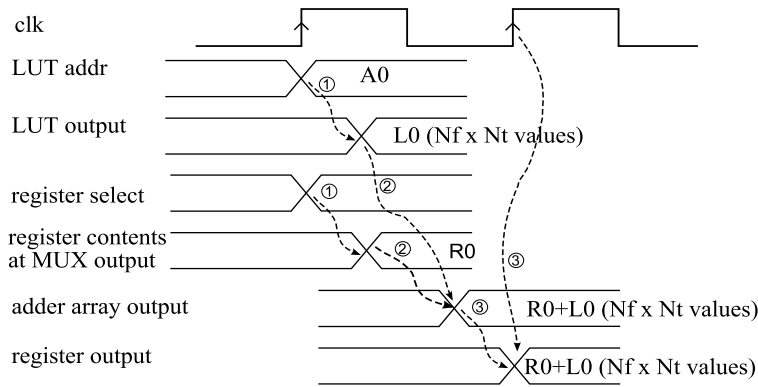 clk
LUT addr
A0
①
LUT output
L0 (Nf x Nt values)
②
register select
①
register contents
at MUX output
②
R0
③
adder array output
③
R0+L0 (Nf x Nt values)
register output
R0+L0 (Nf x Nt values)